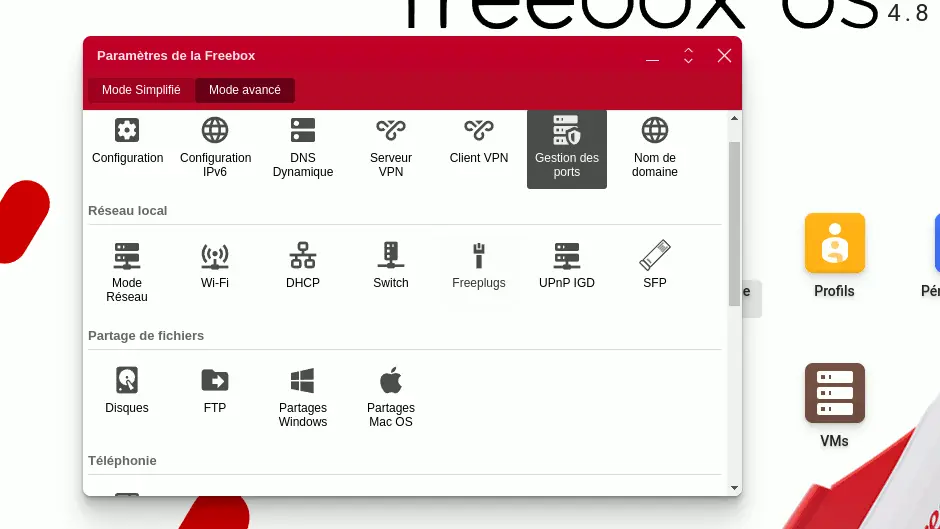 freebox os 4.8
Paramètres de la Freebox
Mode Simplifié Mode avancé
Configuration
Configuration
IPv6
DNS
Dynamique
Serveur
VPN
Client VPN
Gestion des
ports
Nom de
domaine
Réseau local
Mode
Réseau
Wi-Fi
DHCP
Switch
Freeplugs
UPnP IGD
SFP
Partage de fichiers
Disques
FTP
Partages
Windows
Partages
Mac OS
Téléphonie
e
Profils
Pér
VMs